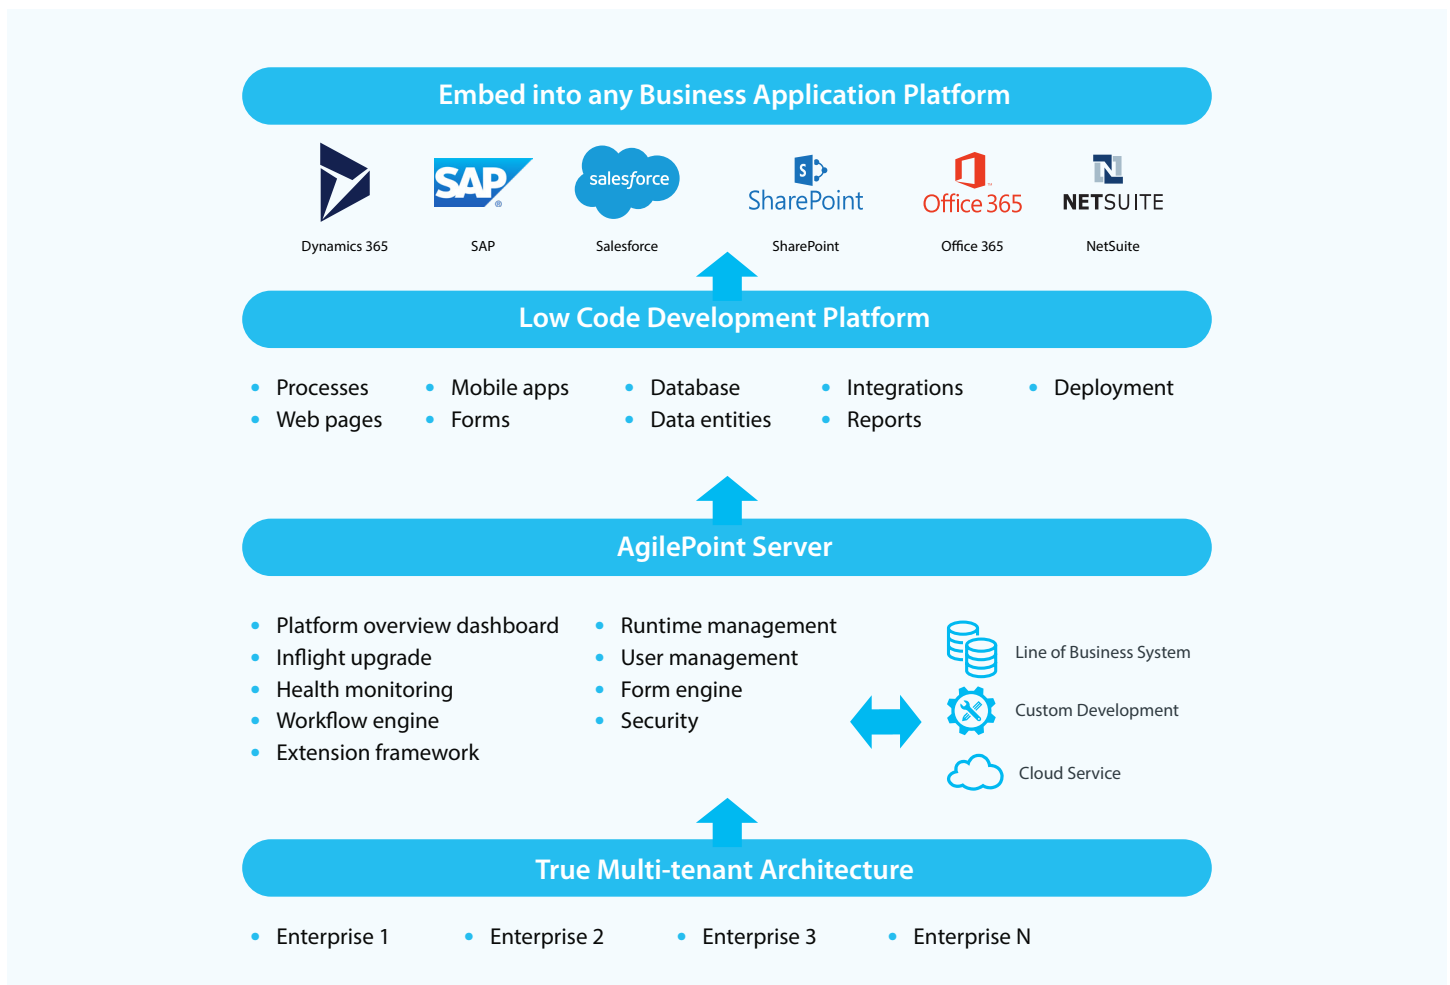 Embed into any Business Application Platform
SAP
®
salesforce
S
SharePoint
Office 365
N
NETSUITE
Dynamics 365
SAP
Salesforce
SharePoint
Office 365
NetSuite
Low Code Development Platform
• Processes
• Mobile apps
• Database
• Integrations
• Deployment
• Web pages
• Forms
• Data entities
• Reports
AgilePoint Server
• Platform overview dashboard
• Inflight upgrade
• Health monitoring
• Workflow engine
• Extension framework
• Runtime management
• User management
• Form engine
• Security
Line of Business System
Custom Development
Cloud Service
True Multi-tenant Architecture
• Enterprise 1
• Enterprise 2
• Enterprise 3
• Enterprise N